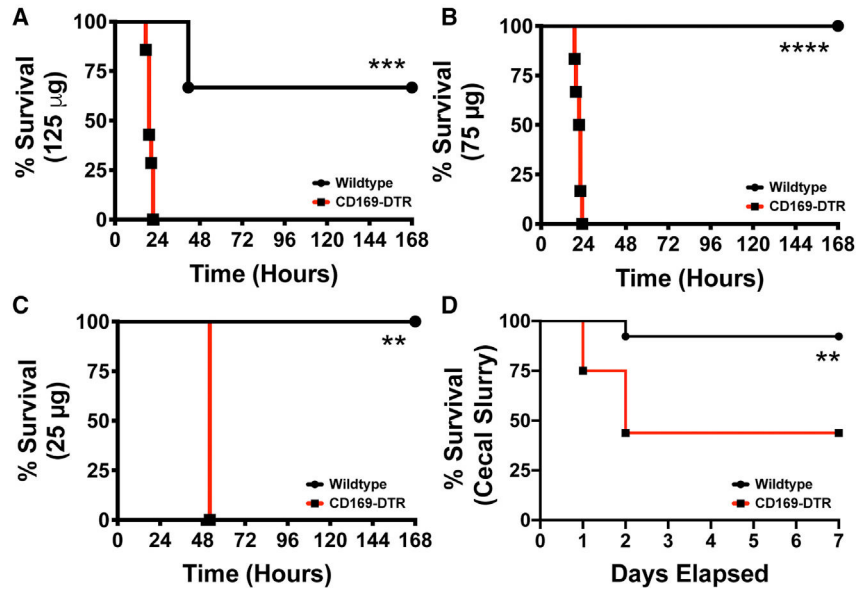 A
% Survival
(125 μg)
100
75
50
25
0
***
Wildtype
CD169-DTR
0 24 48 72 96 120 144 168
Time (Hours)
B
% Survival
(75 μg)
100
75
50
25
0
****
Wildtype
CD169-DTR
0 24 48 72 96 120 144 168
Time (Hours)
C
% Survival
(25 μg)
100
75
50
25
0
**
Wildtype
CD169-DTR
0 24 48 72 96 120 144 168
Time (Hours)
D
% Survival
(Cecal Slurry)
100
75
50
25
0
**
Wildtype
CD169-DTR
0 1 2 3 4 5 6 7
Days Elapsed